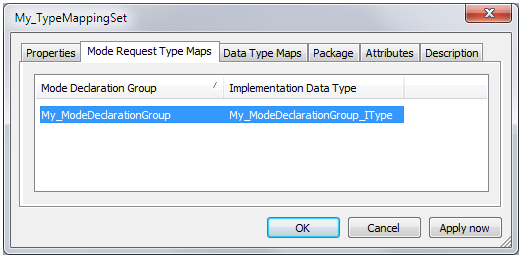 My_TypeMappingSet
Properties Mode Request Type Maps Data Type Maps Package Attributes Description
Mode Declaration Group Implementation Data Type
My_ModeDeclarationGroup My_ModeDeclarationGroup_IType
OK Cancel Apply now